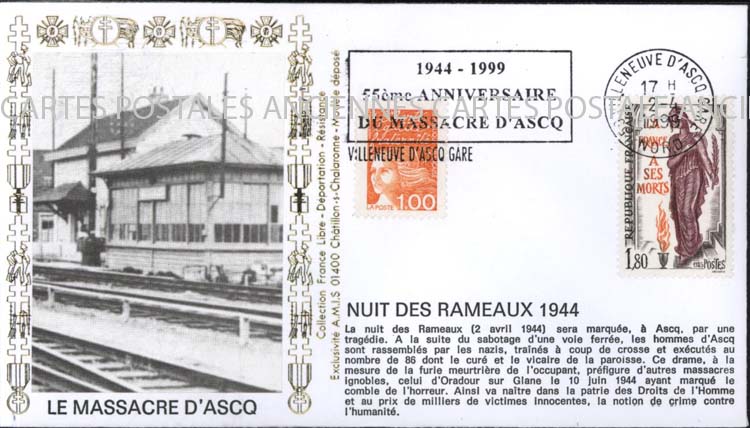 1944 - 1999
55ème ANNIVERSAIRE
DU MASSACRE D'ASCQ
VILLENEUVE D'ASCQ GARE
VILLENEUVE D'ASCQ GARE
17 H
2-4
1999
NORD
CARTES POSTALES ANCIENNES CARTES POSTALES ANCIEN
LA POSTE
1,00
REPUBLIQUE FRANÇAISE
LA
FRANCE
A
SES
MORTS
1,80
POSTES
Collection France Libre - Déportation - Résistance
Exclusivité A.M.I.S 01400 Châtillon-s-Chalaronne - Modèle déposé
LE MASSACRE D'ASCQ
NUIT DES RAMEAUX 1944
La nuit des Rameaux (2 avril 1944) sera marquée, à Ascq, par une
tragédie. A la suite du sabotage d'une voie ferrée, les hommes d'Ascq
sont rassemblés par les nazis, traînés à coup de crosse et exécutés au
nombre de 86 dont le curé et le vicaire de la paroisse. Ce drame, à la
mesure de la furie meurtrière de l'occupant, préfigure d'autres massacres
ignobles, celui d'Oradour sur Glane le 10 juin 1944 ayant marqué le
comble de l'horreur. Ainsi va naître dans la patrie des Droits de l'Homme
et au prix de milliers de victimes innocentes, la notion de crime contre
l'humanité.